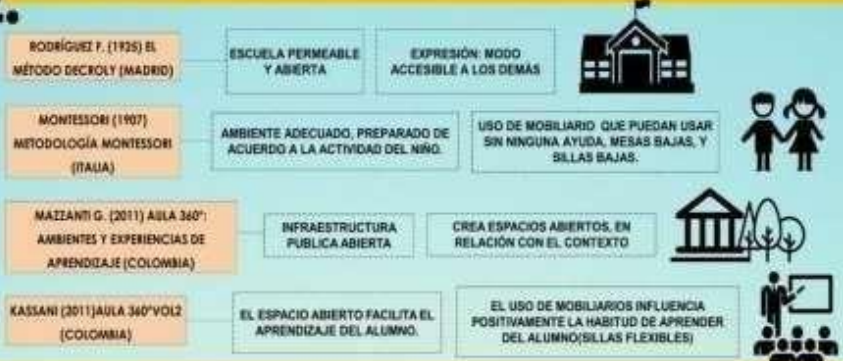 RODRÍGUEZ F. (1925) EL
MÉTODO DECROLY (MADRID)
ESCUELA PERMEABLE
Y ABIERTA
EXPRESIÓN: MODO
ACCESIBLE A LOS DEMÁS
MONTESSORI (1907)
METODOLOGÍA MONTESSORI
(ITALIA)
AMBIENTE ADECUADO, PREPARADO DE
ACUERDO A LA ACTIVIDAD DEL NIÑO.
USO DE MOBILIARIO QUE PUEDAN USAR
SIN NINGUNA AYUDA, MESAS BAJAS, Y
SILLAS BAJAS.
MAZZANTI G. (2011) AULA 360°:
AMBIENTES Y EXPERIENCIAS DE
APRENDIZAJE (COLOMBIA)
INFRAESTRUCTURA
PUBLICA ABIERTA
CREA ESPACIOS ABIERTOS, EN
RELACIÓN CON EL CONTEXTO
KASSANI (2011)AULA 360°VOL2
(COLOMBIA)
EL ESPACIO ABIERTO FACILITA EL
APRENDIZAJE DEL ALUMNO.
EL USO DE MOBILIARIOS INFLUENCIA
POSITIVAMENTE LA HABITUD DE APRENDER
DEL ALUMNO(SILLAS FLEXIBLES)